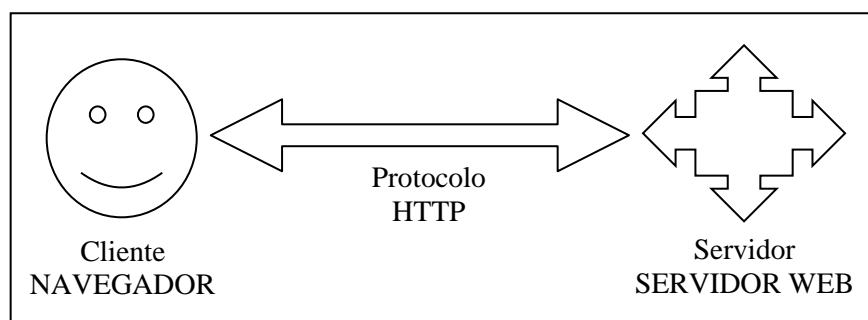 Protocolo
HTTP
Cliente
NAVEGADOR
Servidor
SERVIDOR WEB